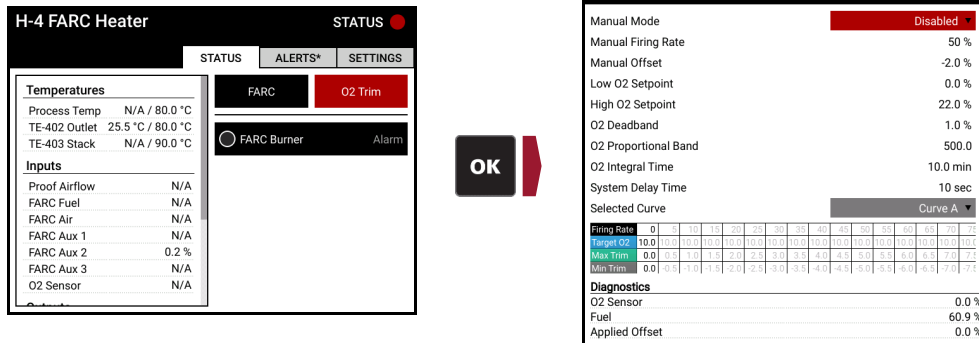 H-4 FARC Heater STATUS
STATUS ALERTS* SETTINGS
Temperatures
Process Temp N/A / 80.0 °C
TE-402 Outlet 25.5 °C / 80.0 °C
TE-403 Stack N/A / 90.0 °C
Inputs
Proof Airflow N/A
FARC Fuel N/A
FARC Air N/A
FARC Aux 1 N/A
FARC Aux 2 0.2 %
FARC Aux 3 N/A
O2 Sensor N/A
FARC O2 Trim
FARC Burner Alarm
OK
Manual Mode Disabled
Manual Firing Rate 50 %
Manual Offset -2.0 %
Low O2 Setpoint 0.0 %
High O2 Setpoint 22.0 %
O2 Deadband 1.0 %
O2 Proportional Band 500.0
O2 Integral Time 10.0 min
System Delay Time 10 sec
Selected Curve Curve A
Firing Rate 0 5 10 15 20 25 30 35 40 45 50 55 60 65 70 75
Target O2 10.0 10.0 10.0 10.0 10.0 10.0 10.0 10.0 10.0 10.0 10.0 10.0 10.0 10.0 10.0 10.0
Max Trim 0.0 0.5 1.0 1.5 2.0 2.5 3.0 3.5 4.0 4.5 5.0 5.5 6.0 6.5 7.0 7.5
Min Trim 0.0 -0.5 -1.0 -1.5 -2.0 -2.5 -3.0 -3.5 -4.0 -4.5 -5.0 -5.5 -6.0 -6.5 -7.0 -7.5
Diagnostics
O2 Sensor 0.0 %
Fuel 60.9 %
Applied Offset 0.0 %